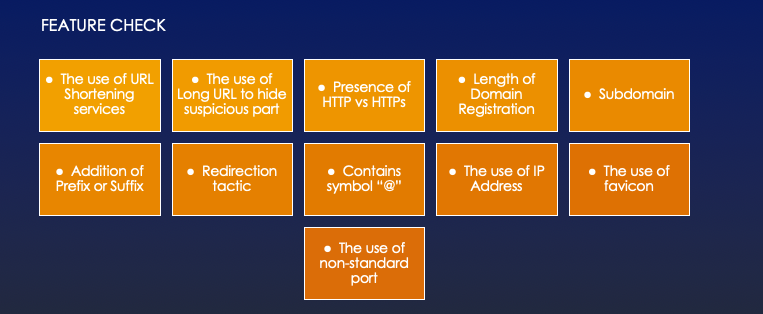 FEATURE CHECK
● The use of URL
Shortening
services
● The use of
Long URL to hide
suspicious part
● Presence of
HTTP vs HTTPs
● Length of
Domain
Registration
● Subdomain
● Addition of
Prefix or Suffix
● Redirection
tactic
● Contains
symbol “@”
● The use of IP
Address
● The use of
favicon
● The use of
non-standard
port